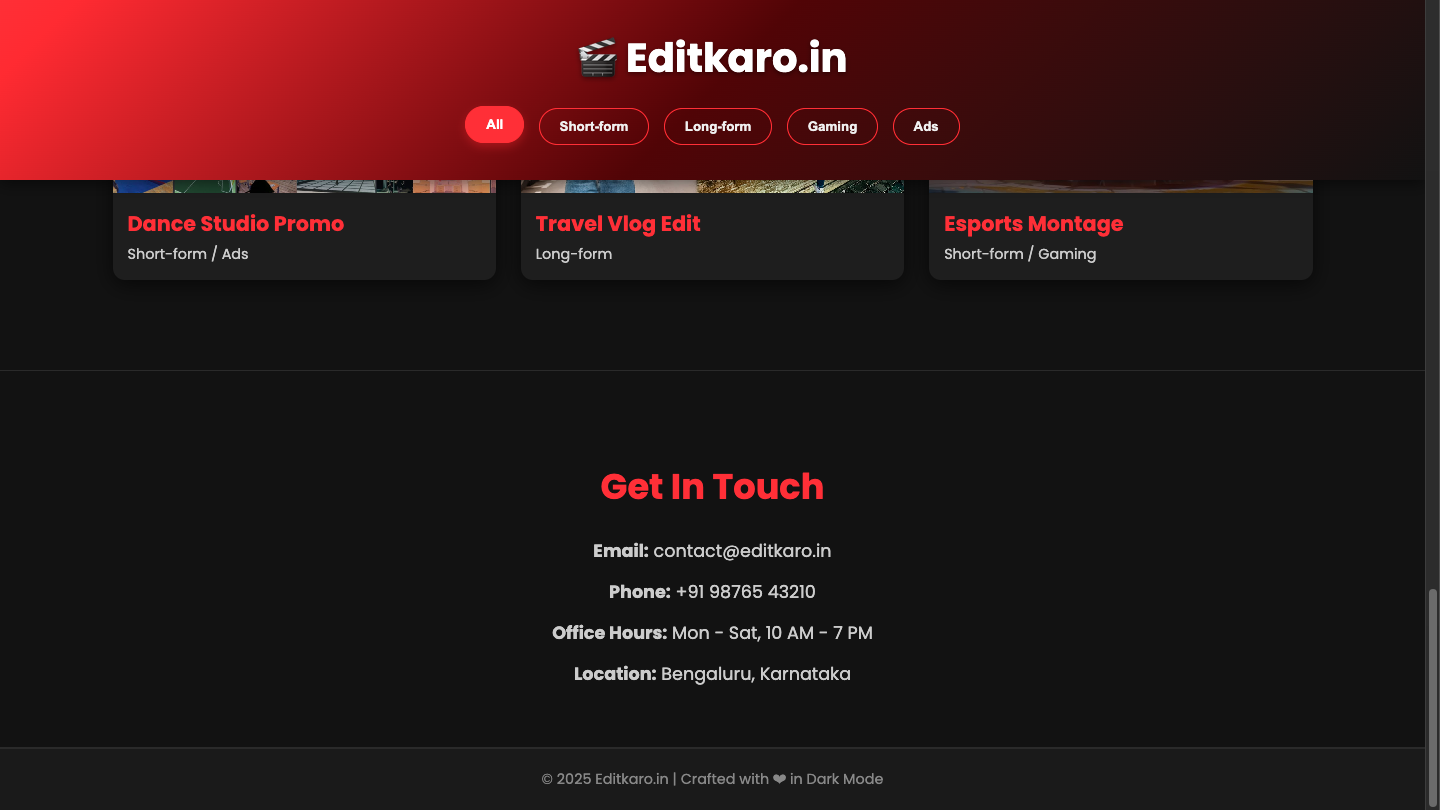 🎬 Editkaro.in
All Short-form Long-form Gaming Ads
Dance Studio Promo Travel Vlog Edit Esports Montage
Short-form / Ads Long-form Short-form / Gaming
Get In Touch
Email: contact@editkaro.in
Phone: +91 98765 43210
Office Hours: Mon - Sat, 10 AM - 7 PM
Location: Bengaluru, Karnataka
© 2025 Editkaro.in | Crafted with ❤ in Dark Mode